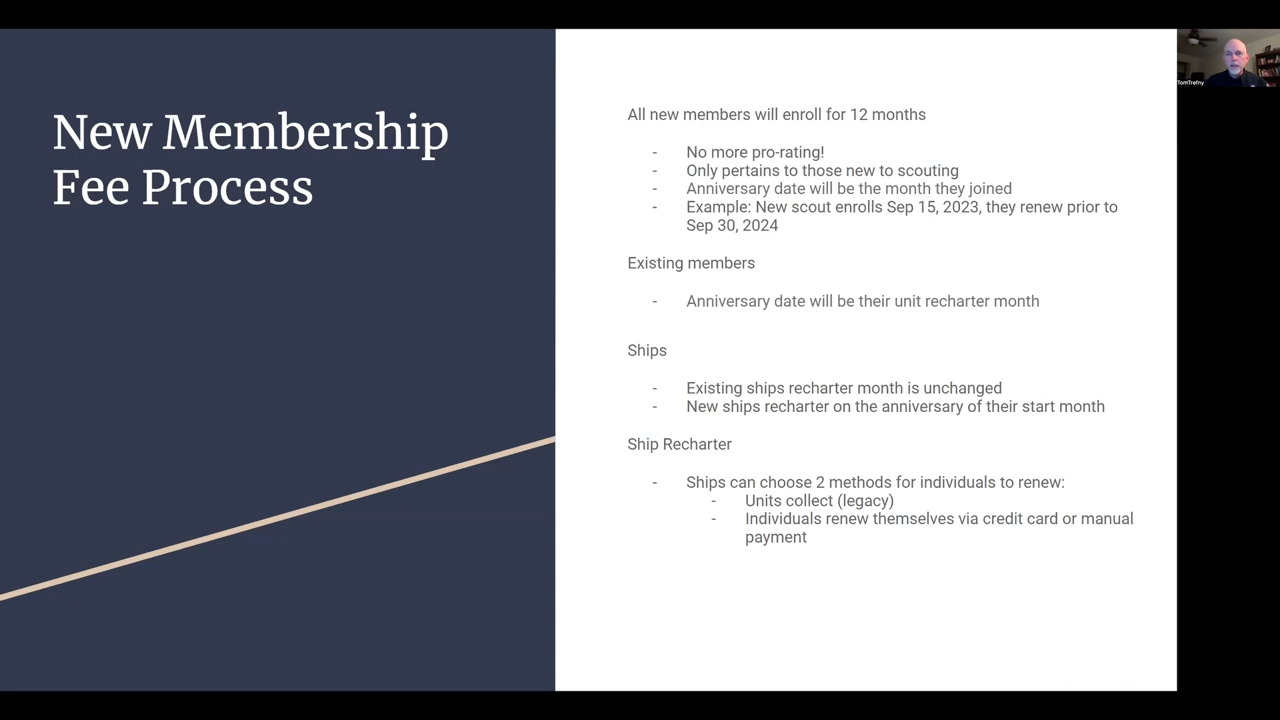 New Membership
Fee Process
All new members will enroll for 12 months
- No more pro-rating!
- Only pertains to those new to scouting
- Anniversary date will be the month they joined
- Example: New scout enrolls Sep 15, 2023, they renew prior to
Sep 30, 2024
Existing members
- Anniversary date will be their unit recharter month
Ships
- Existing ships recharter month is unchanged
- New ships recharter on the anniversary of their start month
Ship Recharter
- Ships can choose 2 methods for individuals to renew:
- Units collect (legacy)
- Individuals renew themselves via credit card or manual
payment
TomTrefny